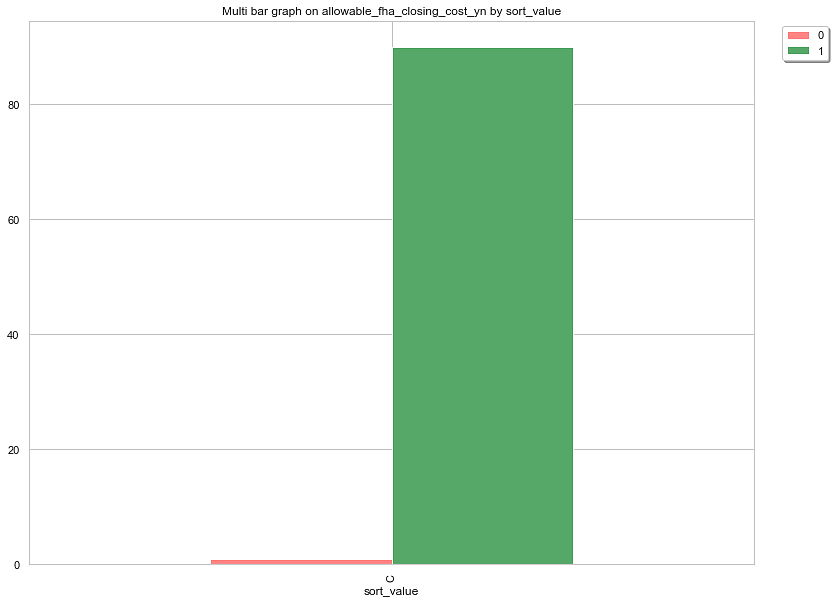 Multi bar graph on allowable_fha_closing_cost_yn by sort_value
0
1
80
60
40
20
0
C
sort_value